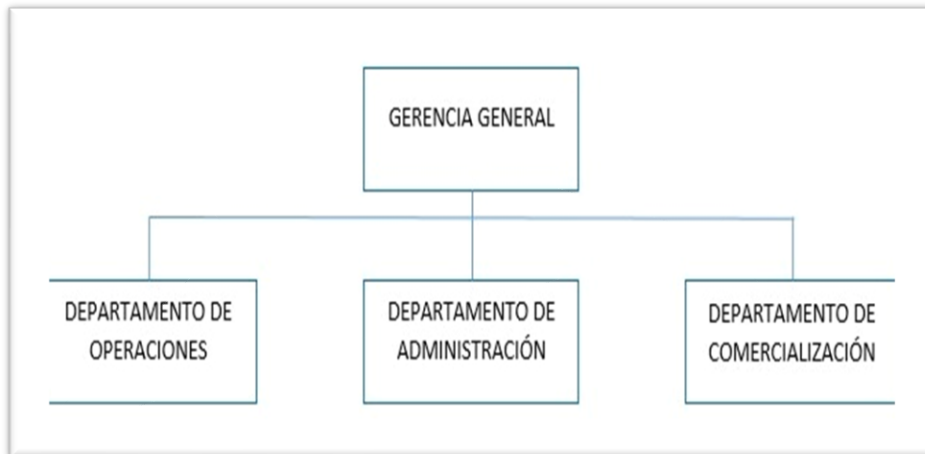 GERENCIA GENERAL
DEPARTAMENTO DE
OPERACIONES
DEPARTAMENTO DE
ADMINISTRACIÓN
DEPARTAMENTO DE
COMERCIALIZACIÓN